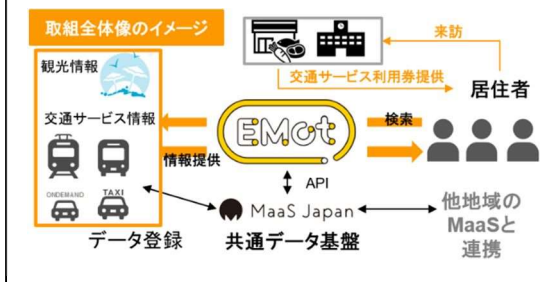 取組全体像のイメージ
観光情報
交通サービス情報
ONDEMAND
TAXI
データ登録
来訪
交通サービス利用券提供
居住者
EMot
検索
情報提供
API
MaaS Japan
共通データ基盤
他地域の
MaaSと
連携